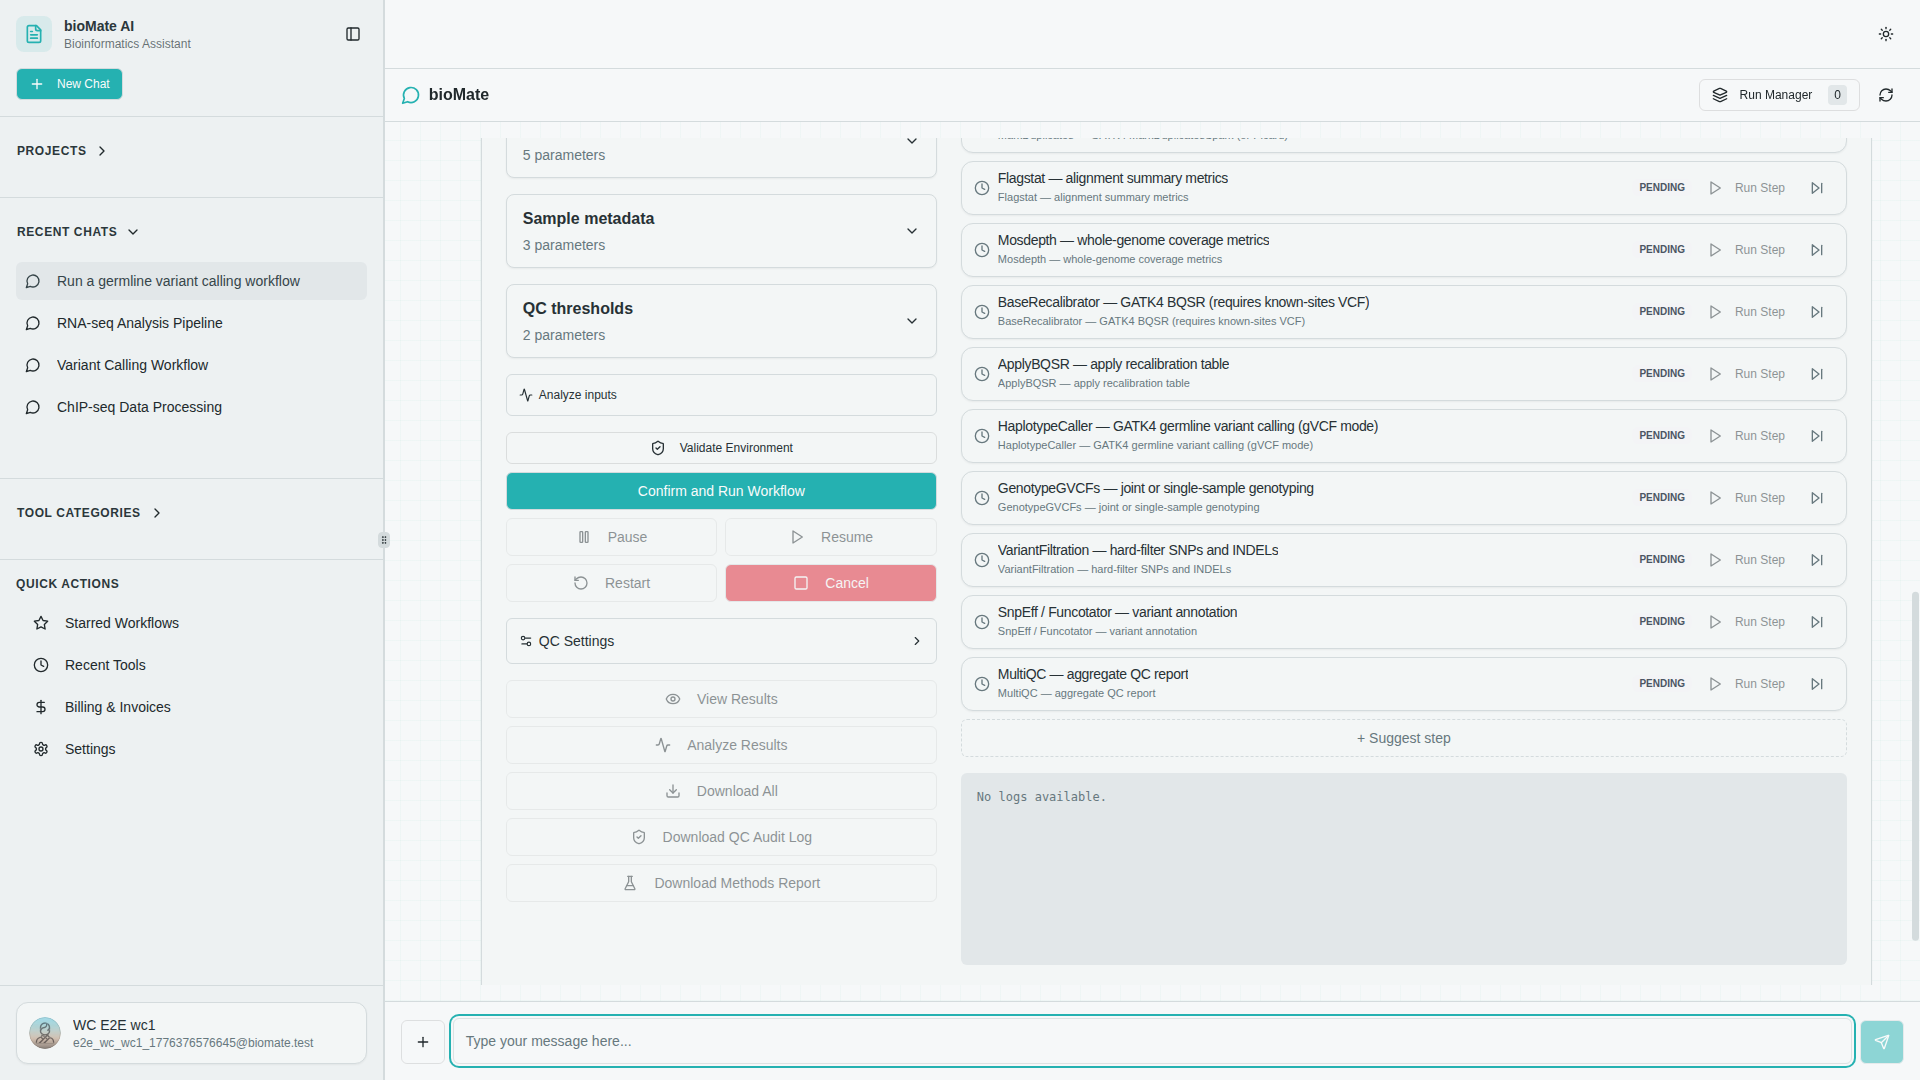 bioMate AI
Bioinformatics Assistant
New Chat
PROJECTS
RECENT CHATS
Run a germline variant calling workflow
RNA-seq Analysis Pipeline
Variant Calling Workflow
ChIP-seq Data Processing
TOOL CATEGORIES
QUICK ACTIONS
Starred Workflows
Recent Tools
Billing & Invoices
Settings
WC E2E wc1
e2e_wc_wc1_1776376576645@biomate.test
bioMate
Run Manager 0
5 parameters
Sample metadata
3 parameters
QC thresholds
2 parameters
Analyze inputs
Validate Environment
Confirm and Run Workflow
Pause
Resume
Restart
Cancel
QC Settings
View Results
Analyze Results
Download All
Download QC Audit Log
Download Methods Report
Flagstat — alignment summary metrics
Flagstat — alignment summary metrics
PENDING Run Step
Mosdepth — whole-genome coverage metrics
Mosdepth — whole-genome coverage metrics
PENDING Run Step
BaseRecalibrator — GATK4 BQSR (requires known-sites VCF)
BaseRecalibrator — GATK4 BQSR (requires known-sites VCF)
PENDING Run Step
ApplyBQSR — apply recalibration table
ApplyBQSR — apply recalibration table
PENDING Run Step
HaplotypeCaller — GATK4 germline variant calling (gVCF mode)
HaplotypeCaller — GATK4 germline variant calling (gVCF mode)
PENDING Run Step
GenotypeGVCFs — joint or single-sample genotyping
GenotypeGVCFs — joint or single-sample genotyping
PENDING Run Step
VariantFiltration — hard-filter SNPs and INDELs
VariantFiltration — hard-filter SNPs and INDELs
PENDING Run Step
SnpEff / Funcotator — variant annotation
SnpEff / Funcotator — variant annotation
PENDING Run Step
MultiQC — aggregate QC report
MultiQC — aggregate QC report
PENDING Run Step
+ Suggest step
No logs available.
Type your message here...